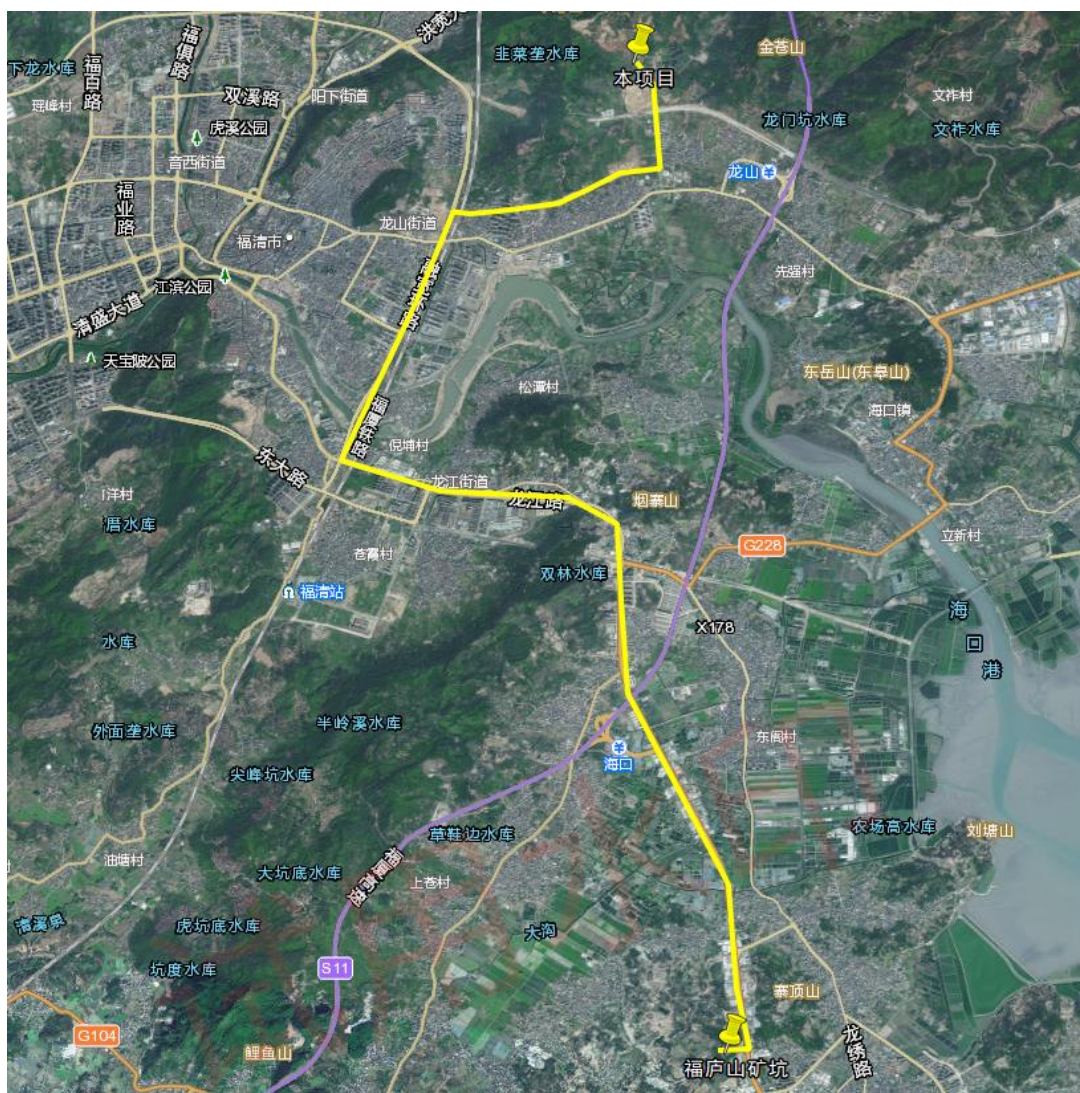 洪宽大
福俱路
韭菜垄水库
金苍山
下龙水库
福百路
本项目
双溪路
阳下街道
瑶峰村
文祚村
龙门坑水库
文祚水库
虎溪公园
音西街道
龙山
福业路
龙山街道
福清市
先强村
江滨公园
清盛大道
天宝陂公园
东岳山(东皋山)
松潭村
海口镇
福潭铁路
倪埔村
东大路
龙江街道
龙江路
烟寨山
洋村
厝水库
立新村
G228
苍霞村
双林水库
福清站
海口港
X178
水库
半岭溪水库
外面垄水库
东阁村
海口
尖峰坑水库
草鞋边水库
农场高水库
刘塘山
油塘村
大坑底水库
上苍村
清溪泉
虎坑底水库
大沟
坑度水库
S11
寨顶山
G104
鲤鱼山
龙绣路
福庐山矿坑